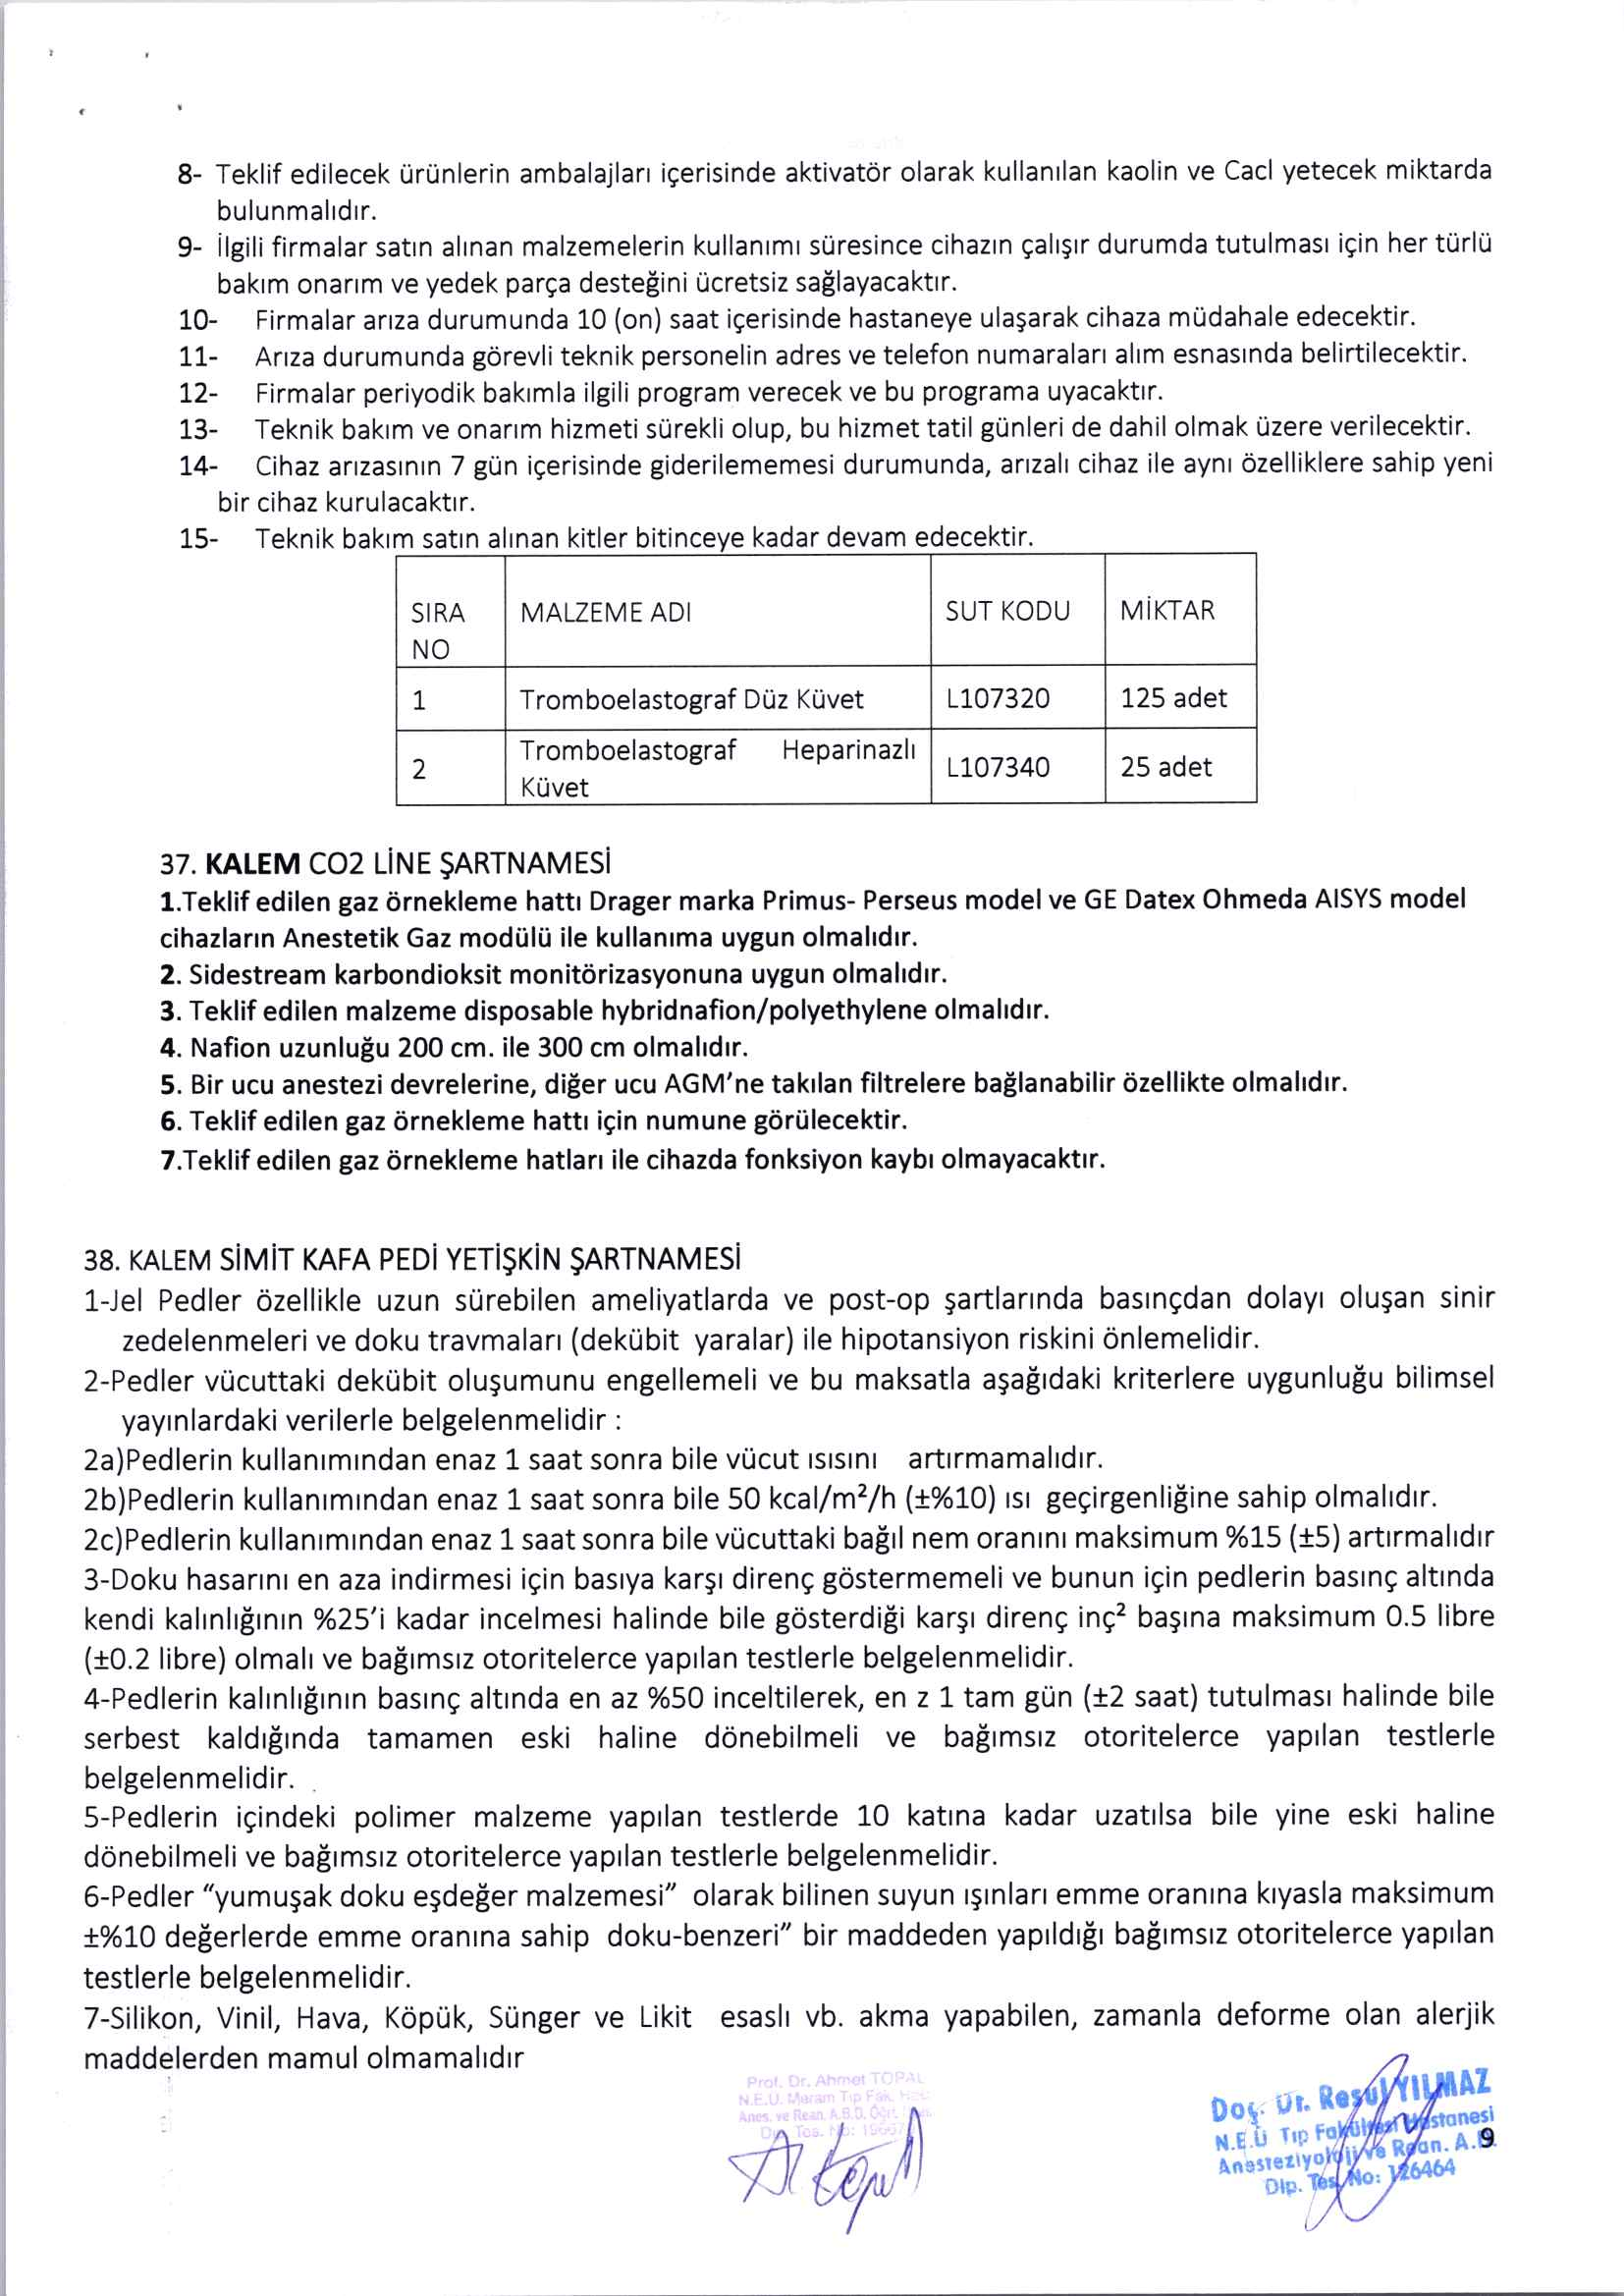 8- Teklif edilecek ürünlerin ambalajları içerisinde aktivatör olarak kullanılan kaolin ve Cacl yetecek miktarda
bulunmalıdır.
9- İlgili firmalar satın alınan malzemelerin kullanımı süresince cihazın çalışır durumda tutulması için her türlü
bakım onarım ve yedek parça desteğini ücretsiz sağlayacaktır.
10- Firmalar arıza durumunda 10 (on) saat içerisinde hastaneye ulaşarak cihaza müdahale edecektir.
11- Arıza durumunda görevli teknik personelin adres ve telefon numaraları alım esnasında belirtilecektir.
12- Firmalar periyodik bakımla ilgili program verecek ve bu programa uyacaktır.
13- Teknik bakım ve onarım hizmeti sürekli olup, bu hizmet tatil günleri de dahil olmak üzere verilecektir.
14- Cihaz arızasının 7 gün içerisinde giderilememesi durumunda, arızalı cihaz ile aynı özelliklere sahip yeni
bir cihaz kurulacaktır.
15- Teknik bakım satın alınan kitler bitinceye kadar devam edecektir.
SIRA NO MALZEME ADI SUT KODU MİKTAR
1 Tromboelastograf Düz Küvet L107320 125 adet
2 Tromboelastograf Heparinazlı Küvet L107340 25 adet
37. KALEM CO2 LİNE ŞARTNAMESİ
1.Teklif edilen gaz örnekleme hattı Drager marka Primus- Perseus model ve GE Datex Ohmeda AISYS model
cihazların Anestetik Gaz modülü ile kullanıma uygun olmalıdır.
2. Sidestream karbondioksit monitörizasyonuna uygun olmalıdır.
3. Teklif edilen malzeme disposable hybridnafion/polyethylene olmalıdır.
4. Nafion uzunluğu 200 cm. ile 300 cm olmalıdır.
5. Bir ucu anestezi devrelerine, diğer ucu AGM'ne takılan filtrelere bağlanabilir özellikte olmalıdır.
6. Teklif edilen gaz örnekleme hattı için numune görülecektir.
7.Teklif edilen gaz örnekleme hatları ile cihazda fonksiyon kaybı olmayacaktır.
38. KALEM SİMİT KAFA PEDİ YETİŞKİN ŞARTNAMESİ
1-Jel Pedler özellikle uzun sürebilen ameliyatlarda ve post-op şartlarında basınçdan dolayı oluşan sinir
zedelenmeleri ve doku travmaları (dekübit yaralar) ile hipotansiyon riskini önlemelidir.
2-Pedler vücuttaki dekübit oluşumunu engellemeli ve bu maksatla aşağıdaki kriterlere uygunluğu bilimsel
yayınlardaki verilerle belgelenmelidir :
2a)Pedlerin kullanımından enaz 1 saat sonra bile vücut ısısını artırmamalıdır.
2b)Pedlerin kullanımından enaz 1 saat sonra bile 50 kcal/m²/h (±%10) ısı geçirgenliğine sahip olmalıdır.
2c)Pedlerin kullanımından enaz 1 saat sonra bile vücuttaki bağıl nem oranını maksimum %15 (±5) artırmalıdır
3-Doku hasarını en aza indirmesi için basıya karşı direnç göstermemeli ve bunun için pedlerin basınç altında
kendi kalınlığının %25'i kadar incelmesi halinde bile gösterdiği karşı direnç inç² başına maksimum 0.5 libre
(±0.2 libre) olmalı ve bağımsız otoritelerce yapılan testlerle belgelenmelidir.
4-Pedlerin kalınlığının basınç altında en az %50 inceltilerek, en z 1 tam gün (±2 saat) tutulması halinde bile
serbest kaldığında tamamen eski haline dönebilmeli ve bağımsız otoritelerce yapılan testlerle
belgelenmelidir.
5-Pedlerin içindeki polimer malzeme yapılan testlerde 10 katına kadar uzatılsa bile yine eski haline
dönebilmeli ve bağımsız otoritelerce yapılan testlerle belgelenmelidir.
6-Pedler "yumuşak doku eşdeğer malzemesi" olarak bilinen suyun ışınları emme oranına kıyasla maksimum
±%10 değerlerde emme oranına sahip doku-benzeri" bir maddeden yapıldığı bağımsız otoritelerce yapılan
testlerle belgelenmelidir.
7-Silikon, Vinil, Hava, Köpük, Sünger ve Likit esaslı vb. akma yapabilen, zamanla deforme olan alerjik
maddelerden mamul olmamalıdır
Prof. Dr. Ahmet TOPAL
N.E.Ü. Meram Tıp Fak.
Anes. ve Rean. A.B.D.
Doç. Dr. Resul YILMAZ
N.E.Ü Tıp Fakültesi Hastanesi
Anesteziyoloji ve Rean. A.
Dip. Tes. No: 126464
9